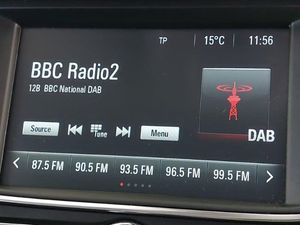 TP 15°C 11:56
BBC Radio2
12B BBC National DAB
Source Tune Menu
DAB
87.5 FM 90.5 FM 93.5 FM 96.5 FM 99.5 FM